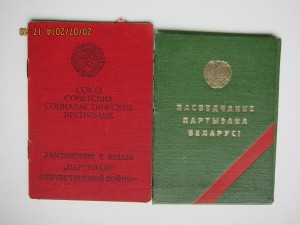 20/07/2014
СОЮЗ
СОВЕТСКИХ
СОЦИАЛИСТИЧЕСКИХ
РЕСПУБЛИК
УДОСТОВЕРЕНИЕ К МЕДАЛИ
„ПАРТИЗАНУ
ОТЕЧЕСТВЕННОЙ ВОЙНЫ"
ПАСВЕДЧАННЕ
ПАРТЫЗАНА
БЕЛАРУСІ